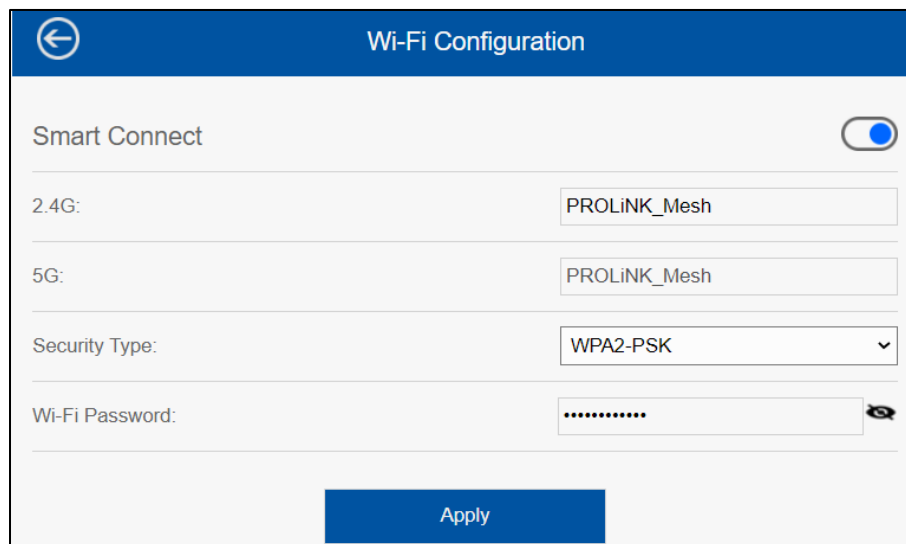 Wi-Fi Configuration
Smart Connect
2.4G: PROLiNK_Mesh
5G: PROLiNK_Mesh
Security Type: WPA2-PSK
Wi-Fi Password: ••••••••••••
Apply